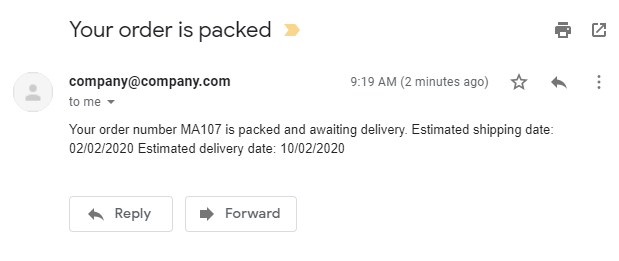 Your order is packed
company@company.com
9:19 AM (2 minutes ago)
to me
Your order number MA107 is packed and awaiting delivery. Estimated shipping date:
02/02/2020 Estimated delivery date: 10/02/2020
Reply
Forward